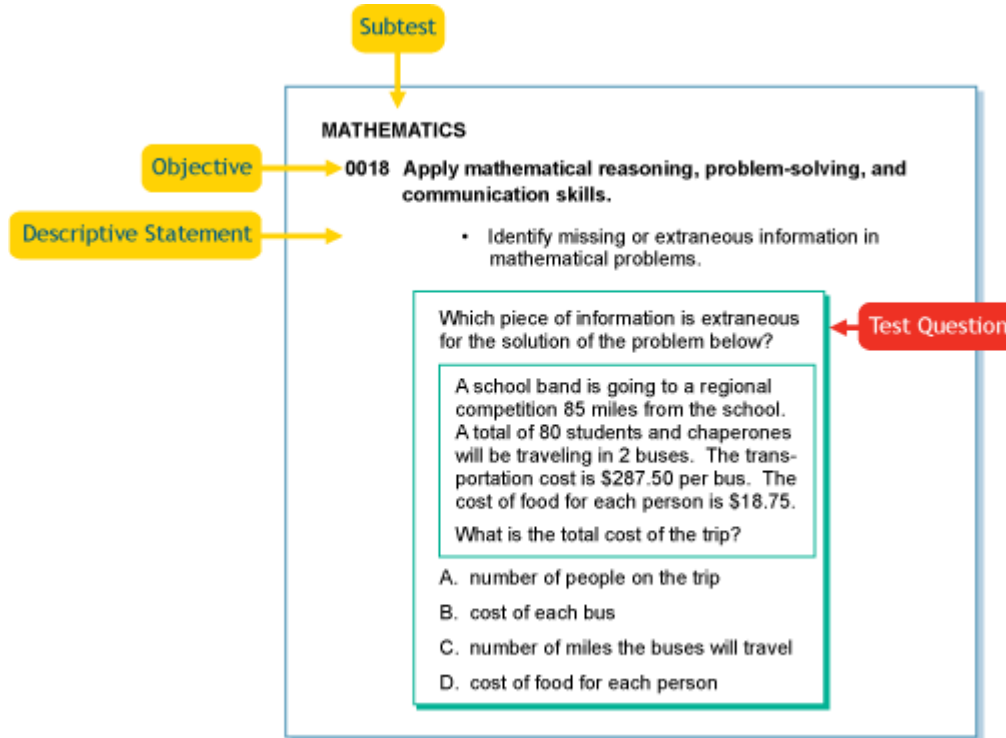 Subtest
MATHEMATICS
Objective
0018 Apply mathematical reasoning, problem-solving, and
communication skills.
Descriptive Statement
• Identify missing or extraneous information in
mathematical problems.
Which piece of information is extraneous
for the solution of the problem below?
Test Question
A school band is going to a regional
competition 85 miles from the school.
A total of 80 students and chaperones
will be traveling in 2 buses. The trans-
portation cost is $287.50 per bus. The
cost of food for each person is $18.75.
What is the total cost of the trip?
A. number of people on the trip
B. cost of each bus
C. number of miles the buses will travel
D. cost of food for each person